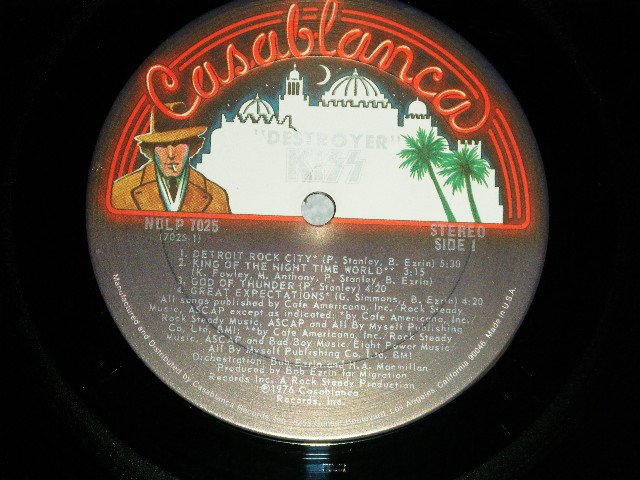 Casablanca
"DESTROYER"
KISS
NBLP 7025
(7025-1)
STEREO
SIDE 1
1. DETROIT ROCK CITY* (P. Stanley, B. Ezrin) 5:30
2. KING OF THE NIGHT TIME WORLD** 3:15
(K. Fowley, M. Anthony, P. Stanley, B. Ezrin)
3. GOD OF THUNDER (P. Stanley) 4:20
4. GREAT EXPECTATIONS* (G. Simmons, B. Ezrin) 4:20
All songs published by Cafe Americana, Inc./Rock Steady
Music, ASCAP except as indicated: *by Cafe Americana, Inc./
Rock Steady Music, ASCAP and All By Myself Publishing
Co. Ltd, BMI; **by Cafe Americana, Inc./Rock Steady
Music, ASCAP and Bad Boy Music/Eight Power Music/
All By Myself Publishing Co. Ltd, BMI
Orchestration: Bob Ezrin and H.A. Macmillan.
Produced by Bob Ezrin for Migration
Records Inc. A Rock Steady Production
©1976 Casablanca
Records, Inc.
Manufactured and Distributed by Casablanca Records, Inc. Boulevard, Los Angeles, California 90046. Made in U.S.A.